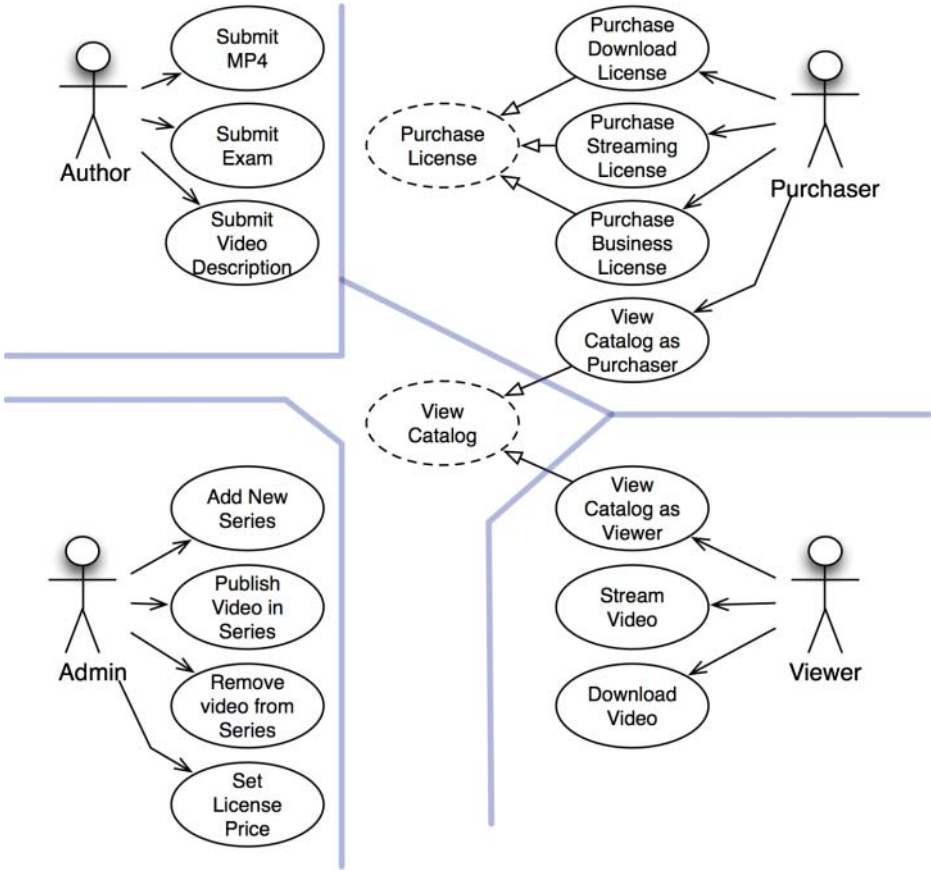 Submit
MP4
Submit
Exam
Submit
Video
Description
Author
Purchase
License
Purchase
Download
License
Purchase
Streaming
License
Purchase
Business
License
View
Catalog as
Purchaser
Purchaser
View
Catalog
Add New
Series
Publish
Video in
Series
Remove
video from
Series
Set
License
Price
Admin
View
Catalog as
Viewer
Stream
Video
Download
Video
Viewer